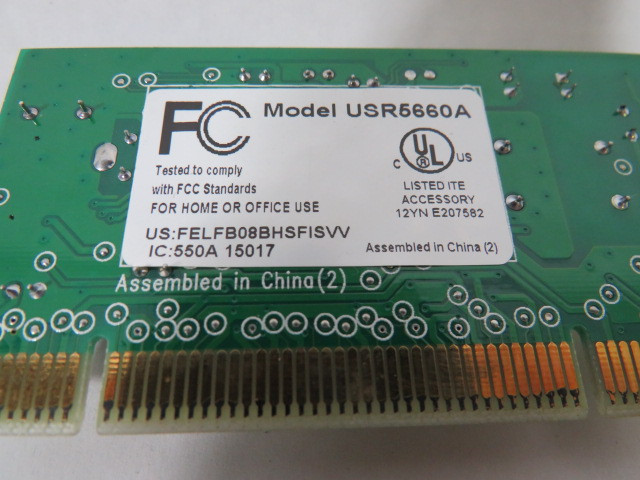 FC Model USR5660A
Tested to comply
with FCC Standards
FOR HOME OR OFFICE USE
US:FELFB08BHSFISVV
IC:550A 15017
C UL US
LISTED ITE
ACCESSORY
12YN E207582
Assembled in China (2)
Assembled in China(2)